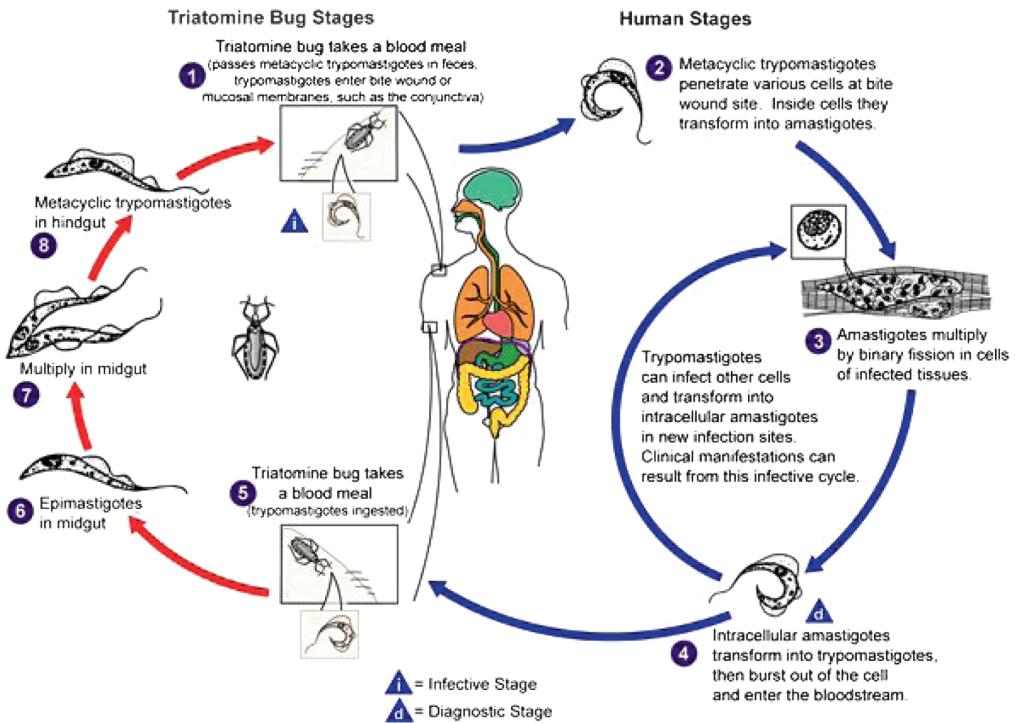 Triatomine Bug Stages
Human Stages
1
Triatomine bug takes a blood meal
(passes metacyclic trypomastigotes in feces,
trypomastigotes enter bite wound or
mucosal membranes, such as the conjunctiva)
2
Metacyclic trypomastigotes
penetrate various cells at bite
wound site. Inside cells they
transform into amastigotes.
i
3
Amastigotes multiply
by binary fission in cells
of infected tissues.
Trypomastigotes
can infect other cells
and transform into
intracellular amastigotes
in new infection sites.
Clinical manifestations can
result from this infective cycle.
d
4
Intracellular amastigotes
transform into trypomastigotes,
then burst out of the cell
and enter the bloodstream.
5
Triatomine bug takes
a blood meal
(trypomastigotes ingested)
6
Epimastigotes
in midgut
Multiply in midgut
7
Metacyclic trypomastigotes
in hindgut
8
i = Infective Stage
d = Diagnostic Stage